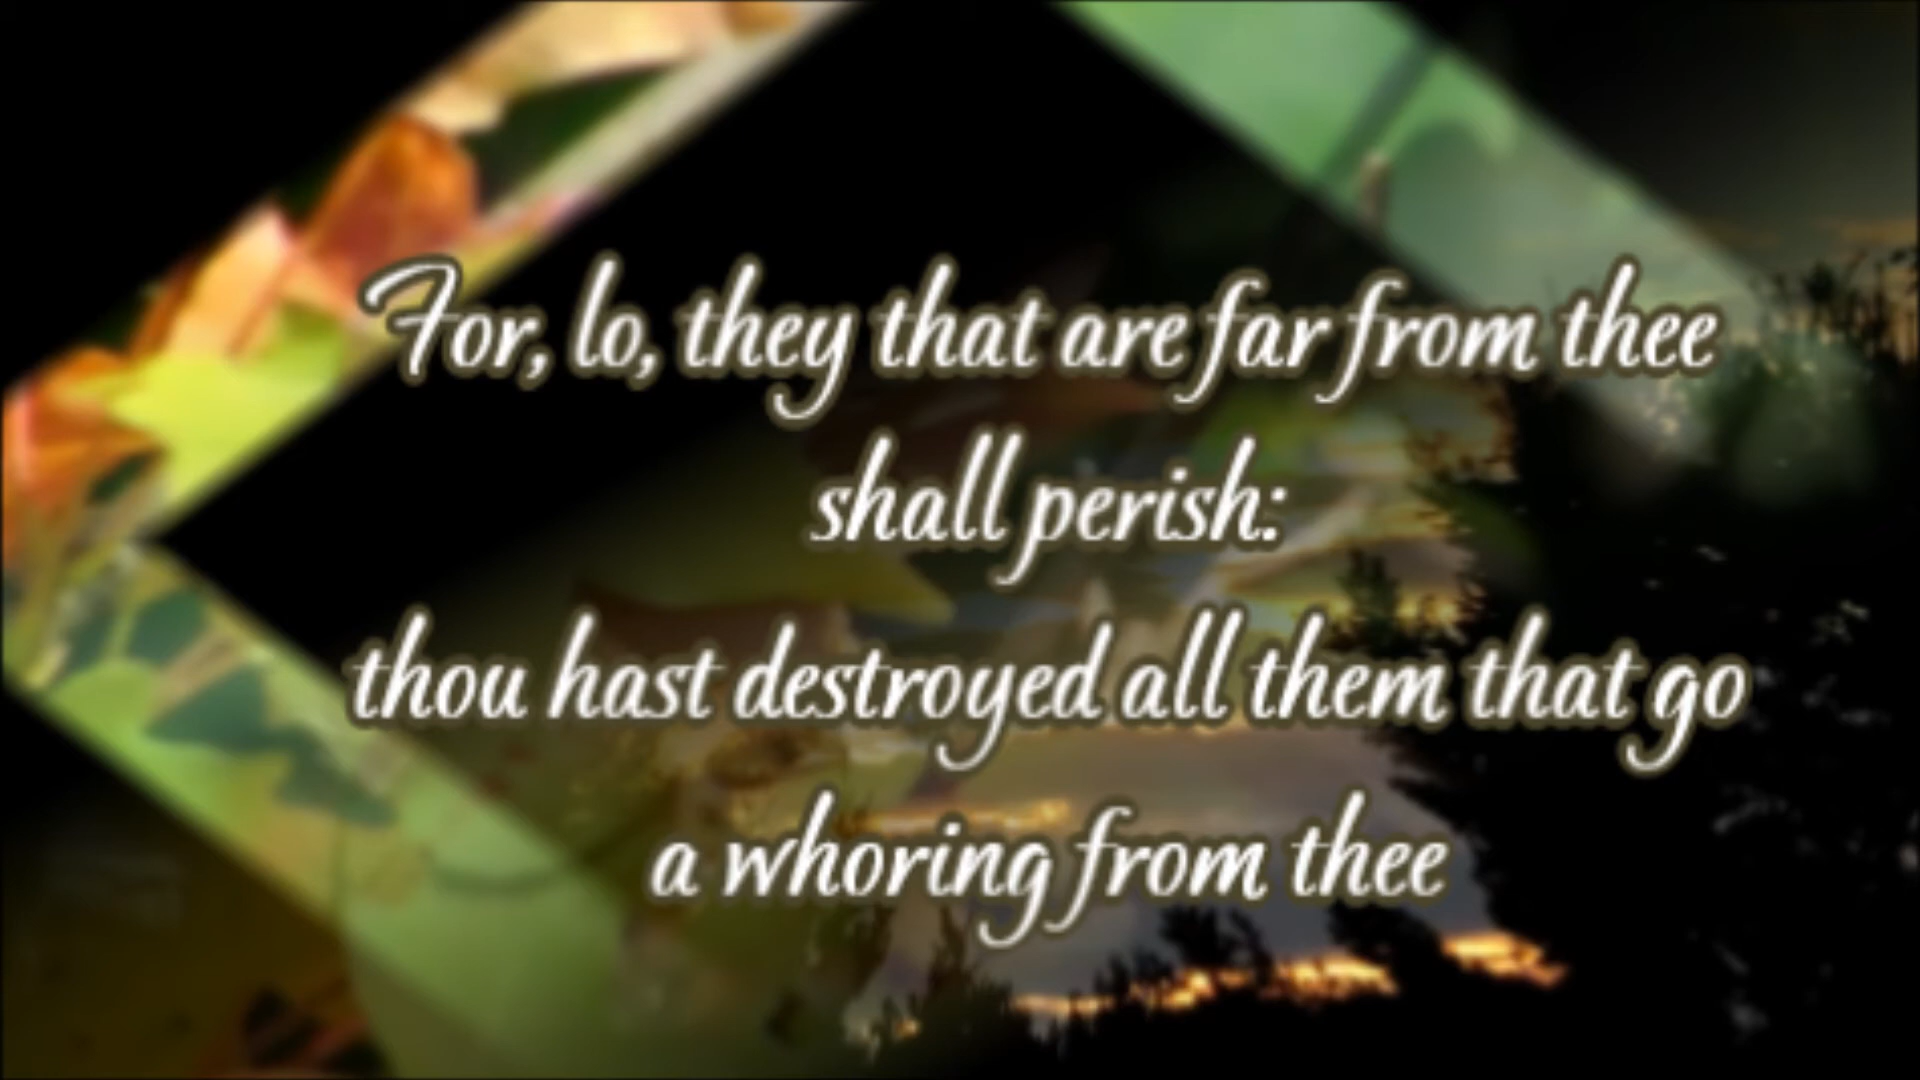 For, lo, they that are far from thee
shall perish:
thou hast destroyed all them that go
a whoring from thee